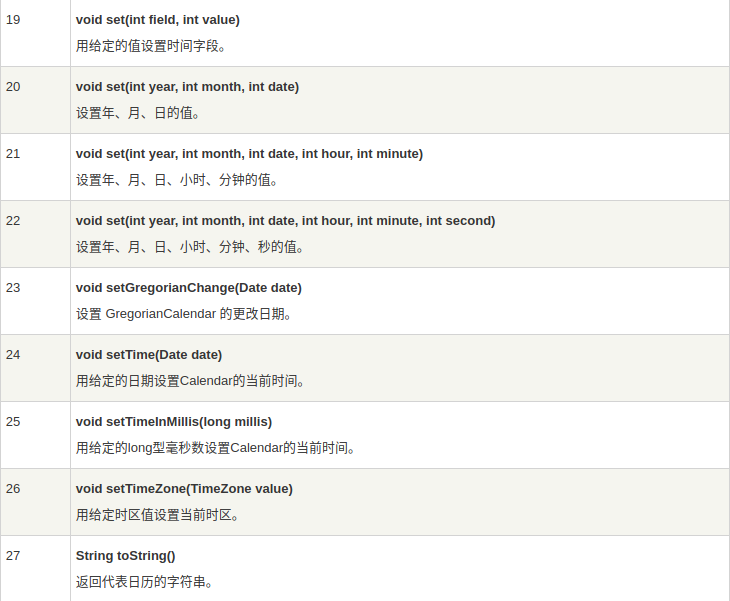 19
void set(int field, int value)
用给定的值设置时间字段。
20
void set(int year, int month, int date)
设置年、月、日的值。
21
void set(int year, int month, int date, int hour, int minute)
设置年、月、日、小时、分钟的值。
22
void set(int year, int month, int date, int hour, int minute, int second)
设置年、月、日、小时、分钟、秒的值。
23
void setGregorianChange(Date date)
设置 GregorianCalendar 的更改日期。
24
void setTime(Date date)
用给定的日期设置Calendar的当前时间。
25
void setTimeInMillis(long millis)
用给定的long型毫秒数设置Calendar的当前时间。
26
void setTimeZone(TimeZone value)
用给定时区值设置当前时区。
27
String toString()
返回代表日历的字符串。